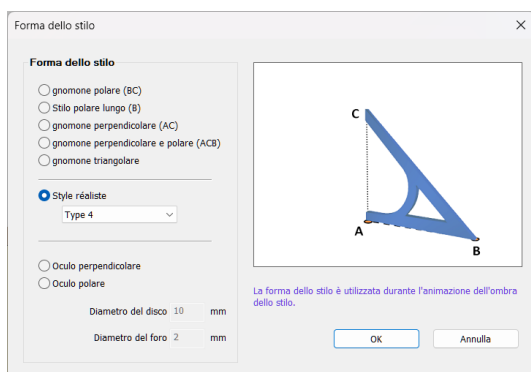 Forma dello stilo
Forma dello stilo
gnomone polare (BC)
Stilo polare lungo (B)
gnomone perpendicolare (AC)
gnomone perpendicolare e polare (ACB)
gnomone triangolare
Style réaliste
Type 4
Oculo perpendicolare
Oculo polare
Diametro del disco 10 mm
Diametro del foro 2 mm
C
A
B
La forma dello stilo è utilizzata durante l'animazione dell'ombra
dello stilo.
OK Annulla